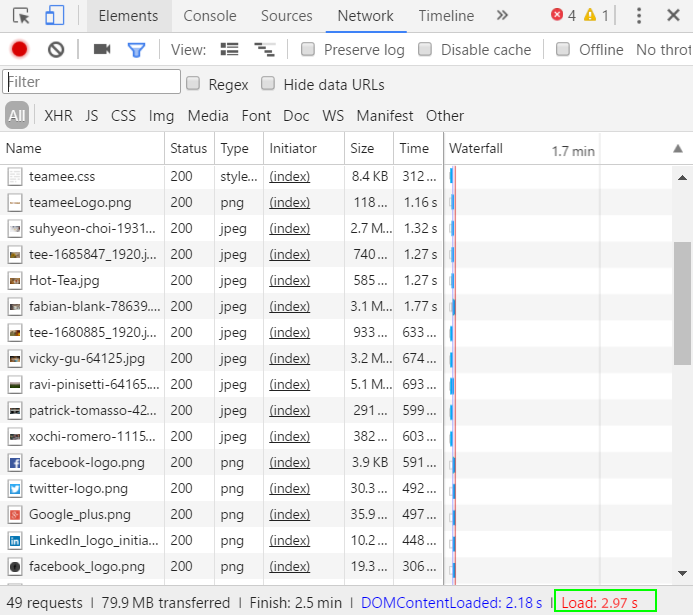 Elements Console Sources Network Timeline » 4 1
View: Preserve log Disable cache Offline No throt
Filter Regex Hide data URLs
All XHR JS CSS Img Media Font Doc WS Manifest Other
Name Status Type Initiator Size Time Waterfall 1.7 min
teamee.css 200 style... (index) 8.4 KB 312...
teameeLogo.png 200 png (index) 118... 1.16 s
suhyeon-choi-1931... 200 jpeg (index) 2.7 M... 1.32 s
tee-1685847_1920.j... 200 jpeg (index) 740... 1.27 s
Hot-Tea.jpg 200 jpeg (index) 585... 1.27 s
fabian-blank-78639.... 200 jpeg (index) 3.1 M... 1.77 s
tee-1680885_1920.j... 200 jpeg (index) 933... 633...
vicky-gu-64125.jpg 200 jpeg (index) 3.2 M... 674...
ravi-pinisetti-64165.... 200 jpeg (index) 5.1 M... 693...
patrick-tomasso-42... 200 jpeg (index) 291... 599...
xochi-romero-1115... 200 jpeg (index) 382... 603...
facebook-logo.png 200 png (index) 3.9 KB 591...
twitter-logo.png 200 png (index) 30.3... 492...
Google_plus.png 200 png (index) 35.9... 497...
LinkedIn_logo_initia... 200 png (index) 10.2... 448...
facebook_logo.png 200 png (index) 19.3... 306...
49 requests | 79.9 MB transferred | Finish: 2.5 min | DOMContentLoaded: 2.18 s | Load: 2.97 s